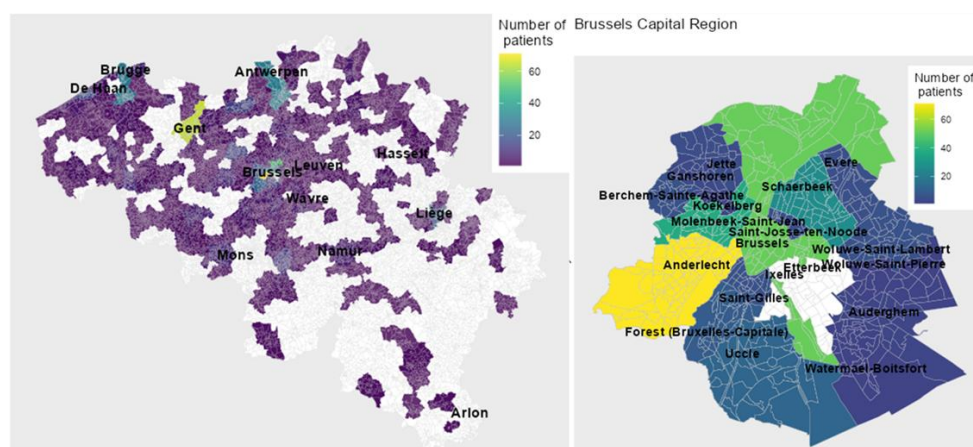 Number of
patients
60
40
20
Brugge
De Haan
Antwerpen
Gent
Hasselt
Leuven
Brussels
Wavre
Liège
Mons
Namur
Arlon
Brussels Capital Region
Number of
patients
60
40
20
Jette
Ganshoren
Evere
Berchem-Sainte-Agathe
Schaerbeek
Koekelberg
Molenbeek-Saint-Jean
Saint-Josse-ten-Noode
Brussels
Woluwe-Saint-Lambert
Etterbeek
Woluwe-Saint-Pierre
Anderlecht
Ixelles
Saint-Gilles
Auderghem
Forest (Bruxelles-Capitale)
Uccle
Watermael-Boitsfort